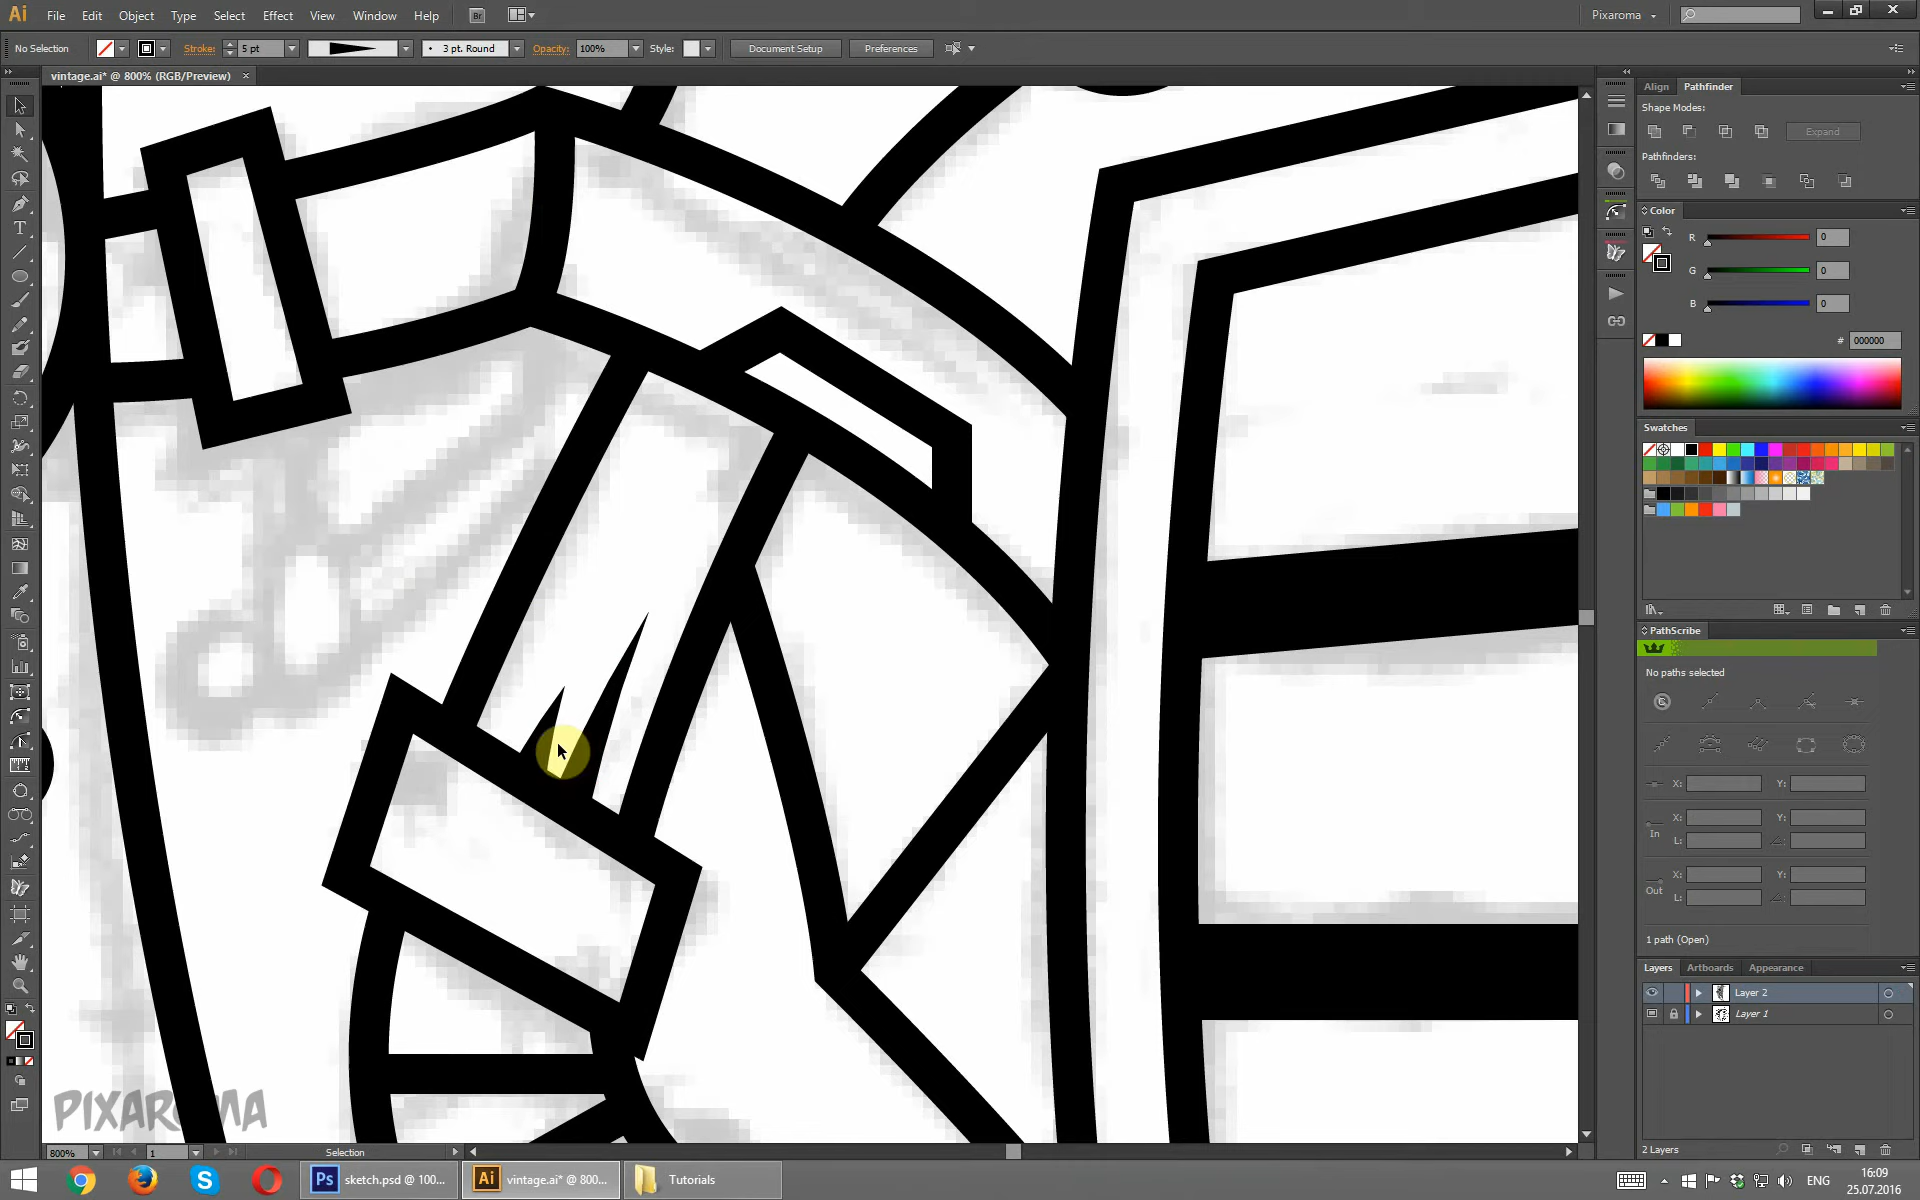 Ai File Edit Object Type Select Effect View Window Help Br Pixaroma
No Selection Stroke: 5 pt 3 pt. Round Opacity: 100% Style: Document Setup Preferences
vintage.ai* @ 800% (RGB/Preview)
Align Pathfinder
Shape Modes:
Expand
Pathfinders:
Color
R 0
G 0
B 0
# 000000
Swatches
PathScribe
No paths selected
X: Y:
X: Y:
In
L:
X: Y:
Out
L:
1 path (Open)
Layers Artboards Appearance
Layer 2
Layer 1
2 Layers
PIXAROMA
800% 1 Selection
Ps sketch.psd @ 100... Ai vintage.ai* @ 800... Tutorials
ENG
16:09
25.07.2016